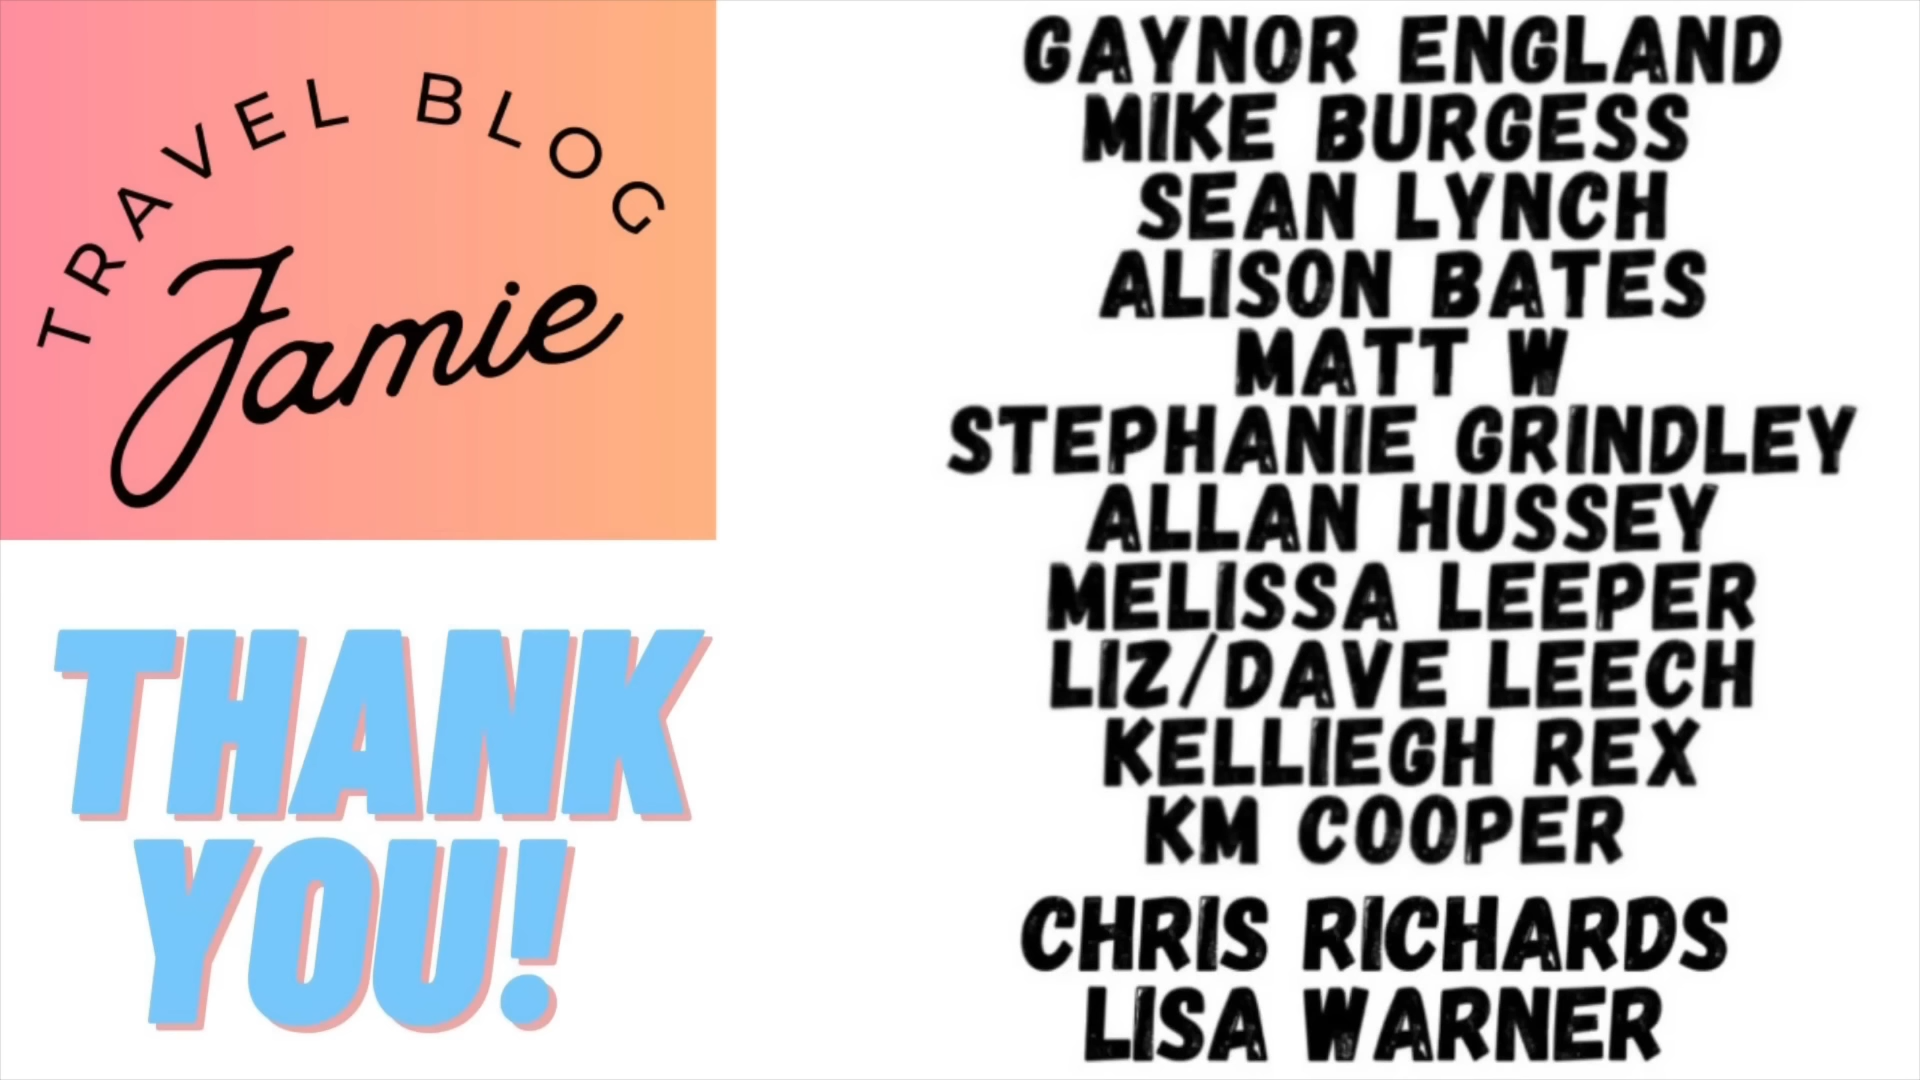 TRAVEL BLOG
Jamie
THANK
YOU!
GAYNOR ENGLAND
MIKE BURGESS
SEAN LYNCH
ALISON BATES
MATT W
STEPHANIE GRINDLEY
ALLAN HUSSEY
MELISSA LEEPER
LIZ/DAVE LEECH
KELLIEGH REX
KM COOPER
CHRIS RICHARDS
LISA WARNER